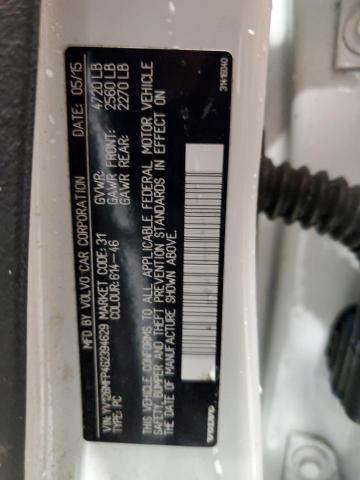 MFD BY VOLVO CAR CORPORATION DATE: 05/15
GVWR: 4720 LB
GAWR FRONT: 2560 LB
GAWR REAR: 2270 LB
VIN: YV126MFP4G2394629 MARKET CODE: 31
TYPE: PC COLOUR: 614-46
THIS VEHICLE CONFORMS TO ALL APPLICABLE FEDERAL MOTOR VEHICLE
SAFETY, BUMPER AND THEFT PREVENTION STANDARDS IN EFFECT ON
THE DATE OF MANUFACTURE SHOWN ABOVE.
VOLVO
31416040